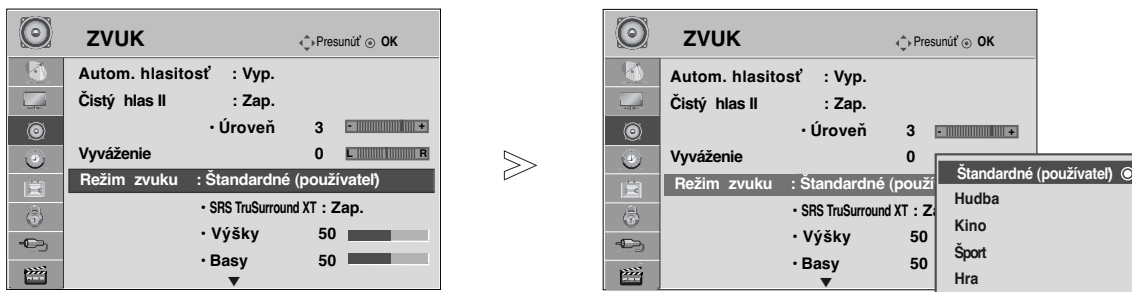 ZVUK Presunúť OK
Autom. hlasitosť : Vyp.
Čistý hlas II : Zap.
• Úroveň 3 - +
Vyváženie 0 L R
Režim zvuku : Štandardné (používateľ)
• SRS TruSurround XT : Zap.
• Výšky 50
• Basy 50
▼
>
ZVUK Presunúť OK
Autom. hlasitosť : Vyp.
Čistý hlas II : Zap.
• Úroveň 3 - +
Vyváženie 0
Režim zvuku : Štandardné (použí
• SRS TruSurround XT : Za
• Výšky 50
• Basy 50
▼
Štandardné (používateľ)
Hudba
Kino
Šport
Hra